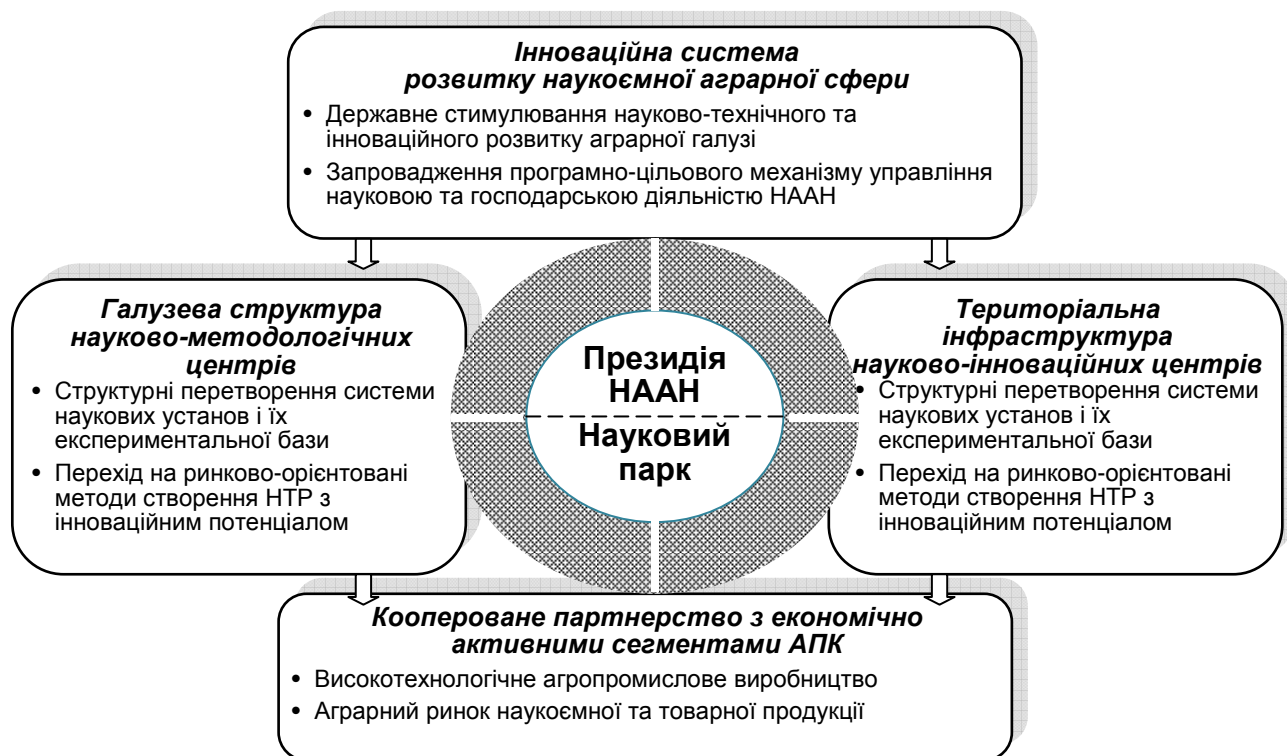 Інноваційна система
розвитку наукоємної аграрної сфери
• Державне стимулювання науково-технічного та
інноваційного розвитку аграрної галузі
• Запровадження програмно-цільового механізму управління
науковою та господарською діяльністю НААН
Галузева структура
науково-методологічних
центрів
• Структурні перетворення системи
наукових установ і їх
експериментальної бази
• Перехід на ринково-орієнтовані
методи створення НТР з
інноваційним потенціалом
Президія
НААН
Науковий
парк
Територіальна
інфраструктура
науково-інноваційних центрів
• Структурні перетворення системи
наукових установ і їх
експериментальної бази
• Перехід на ринково-орієнтовані
методи створення НТР з
інноваційним потенціалом
Коопероване партнерство з економічно
активними сегментами АПК
• Високотехнологічне агропромислове виробництво
• Аграрний ринок наукоємної та товарної продукції